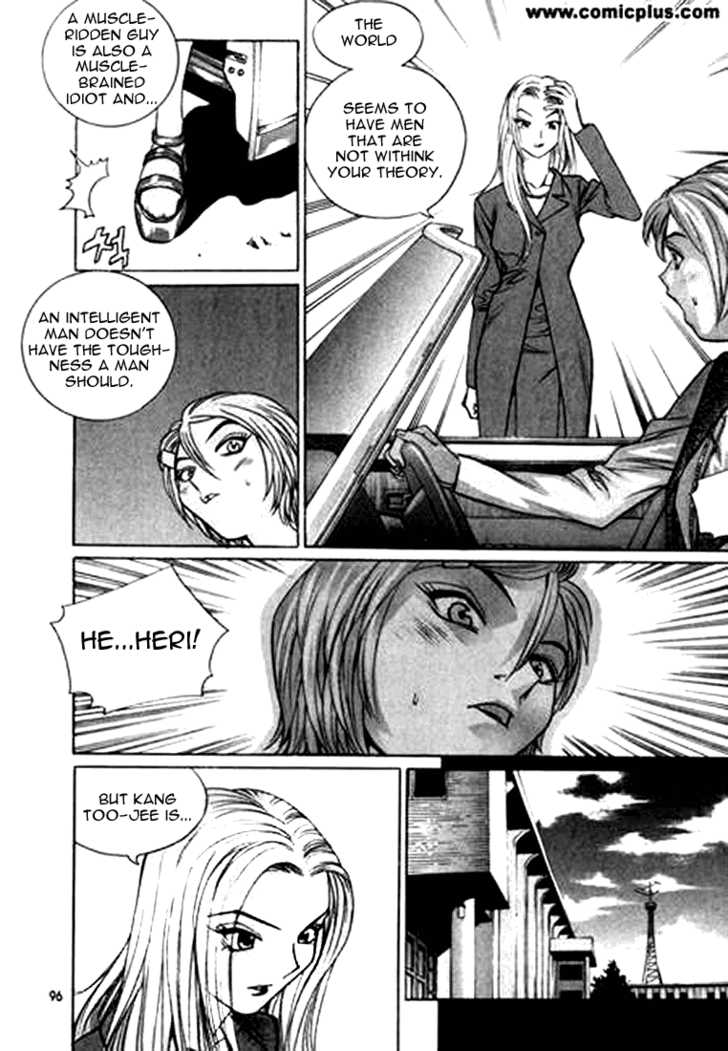 www.comicplus.com
A MUSCLE-
RIDDEN GUY
IS ALSO A
MUSCLE-
BRAINED
IDIOT AND...
THE
WORLD
SEEMS TO
HAVE MEN
THAT ARE
NOT WITHINK
YOUR THEORY.
AN INTELLIGENT
MAN DOESN'T
HAVE THE TOUGH-
NESS A MAN
SHOULD.
HE...HERI!
BUT KANG
TOO-JEE IS...
96